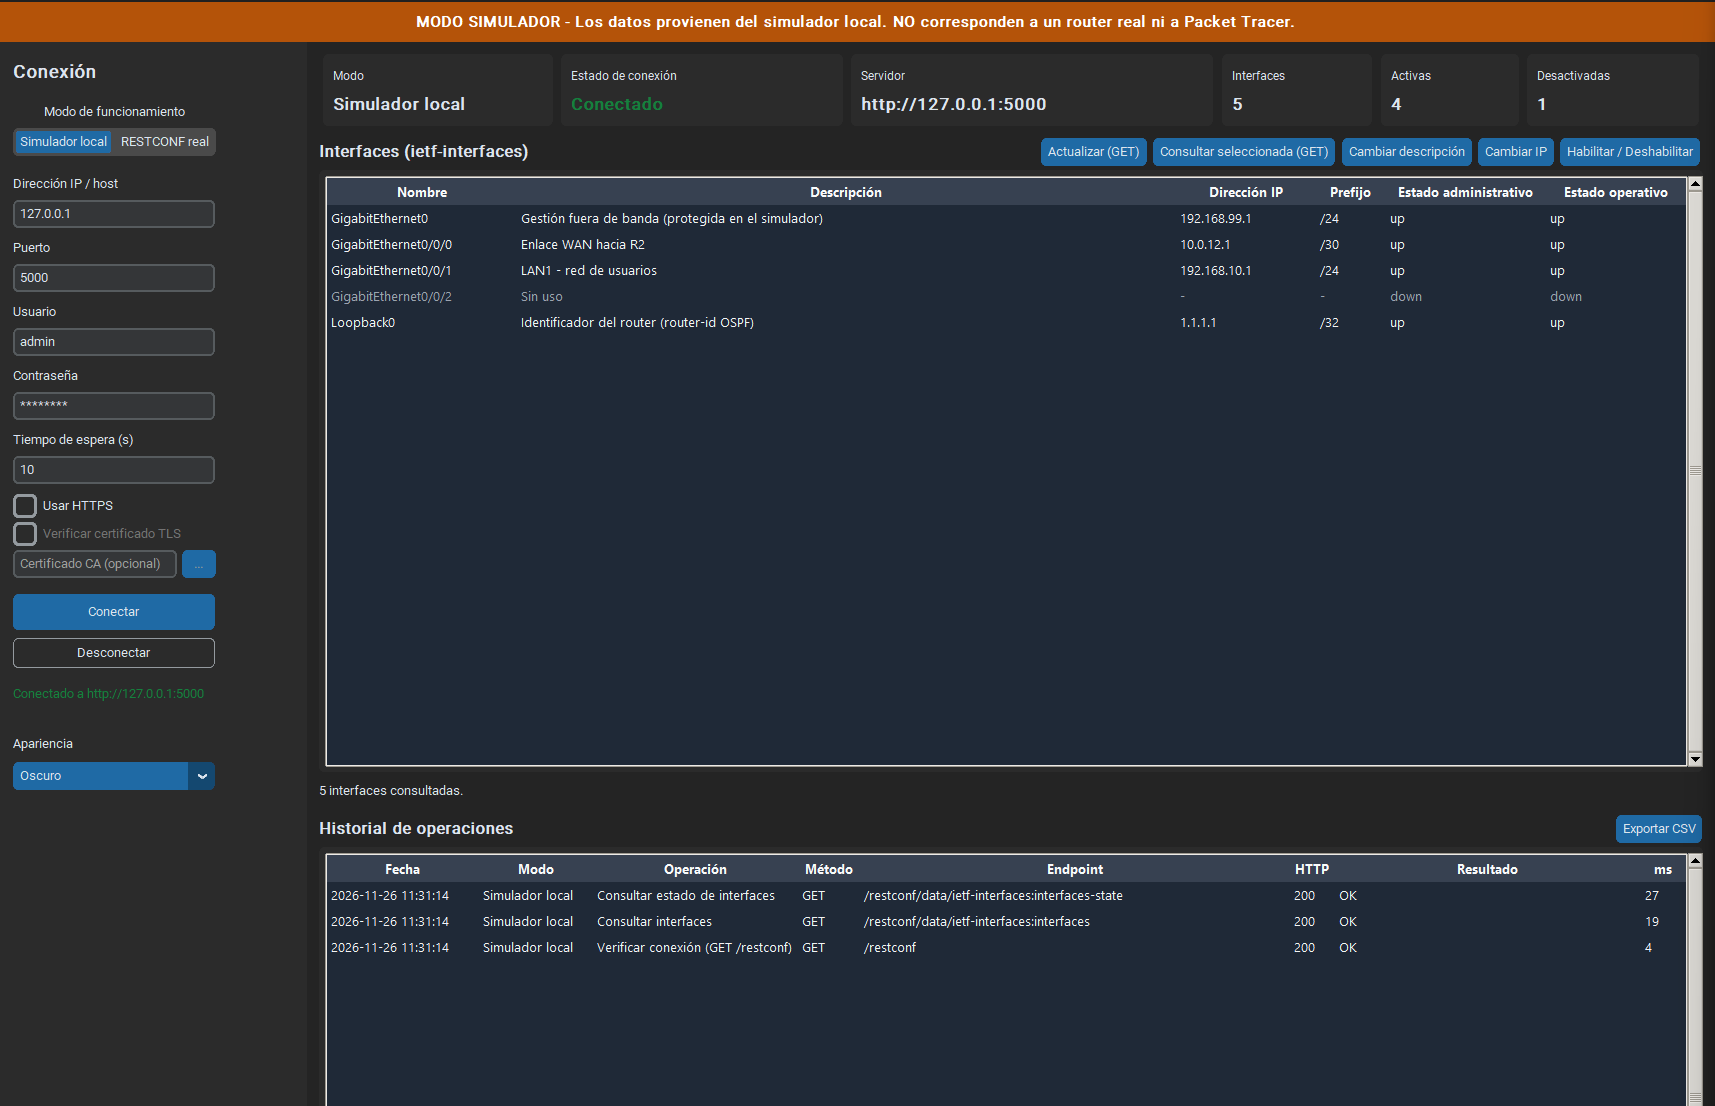 MODO SIMULADOR - Los datos provienen del simulador local. NO corresponden a un router real ni a Packet Tracer.
Conexión
Modo de funcionamiento
Simulador local RESTCONF real
Dirección IP / host
127.0.0.1
Puerto
5000
Usuario
admin
Contraseña
********
Tiempo de espera (s)
10
Usar HTTPS
Verificar certificado TLS
Certificado CA (opcional) ...
Conectar
Desconectar
Conectado a http://127.0.0.1:5000
Apariencia
Oscuro
Modo Estado de conexión Servidor Interfaces Activas Desactivadas
Simulador local Conectado http://127.0.0.1:5000 5 4 1
Interfaces (ietf-interfaces) Actualizar (GET) Consultar seleccionada (GET) Cambiar descripción Cambiar IP Habilitar / Deshabilitar
Nombre Descripción Dirección IP Prefijo Estado administrativo Estado operativo
GigabitEthernet0 Gestión fuera de banda (protegida en el simulador) 192.168.99.1 /24 up up
GigabitEthernet0/0/0 Enlace WAN hacia R2 10.0.12.1 /30 up up
GigabitEthernet0/0/1 LAN1 - red de usuarios 192.168.10.1 /24 up up
GigabitEthernet0/0/2 Sin uso - - down down
Loopback0 Identificador del router (router-id OSPF) 1.1.1.1 /32 up up
5 interfaces consultadas.
Historial de operaciones Exportar CSV
Fecha Modo Operación Método Endpoint HTTP Resultado ms
2026-11-26 11:31:14 Simulador local Consultar estado de interfaces GET /restconf/data/ietf-interfaces:interfaces-state 200 OK 27
2026-11-26 11:31:14 Simulador local Consultar interfaces GET /restconf/data/ietf-interfaces:interfaces 200 OK 19
2026-11-26 11:31:14 Simulador local Verificar conexión (GET /restconf) GET /restconf 200 OK 4